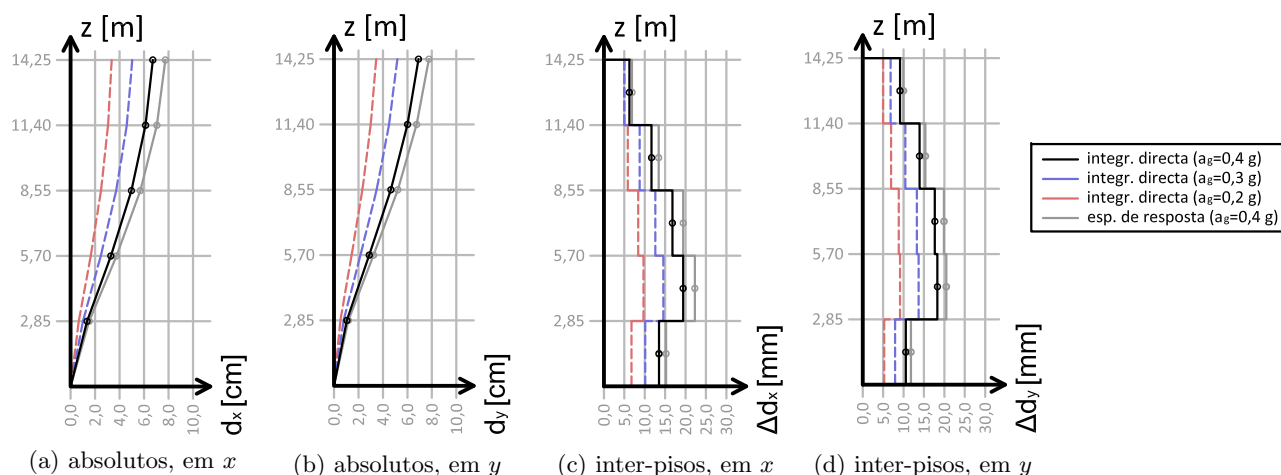 z [m]
14,25
11,40
8,55
5,70
2,85
0,0
2,0
4,0
6,0
8,0
10,0
dx [cm]
(a) absolutos, em x
z [m]
14,25
11,40
8,55
5,70
2,85
0,0
2,0
4,0
6,0
8,0
10,0
dy [cm]
(b) absolutos, em y
z [m]
14,25
11,40
8,55
5,70
2,85
0,0
5,0
10,0
15,0
20,0
25,0
30,0
Δdx [mm]
(c) inter-pisos, em x
z [m]
14,25
11,40
8,55
5,70
2,85
0,0
5,0
10,0
15,0
20,0
25,0
30,0
Δdy [mm]
(d) inter-pisos, em y
integr. directa (ag=0,4 g)
integr. directa (ag=0,3 g)
integr. directa (ag=0,2 g)
esp. de resposta (ag=0,4 g)